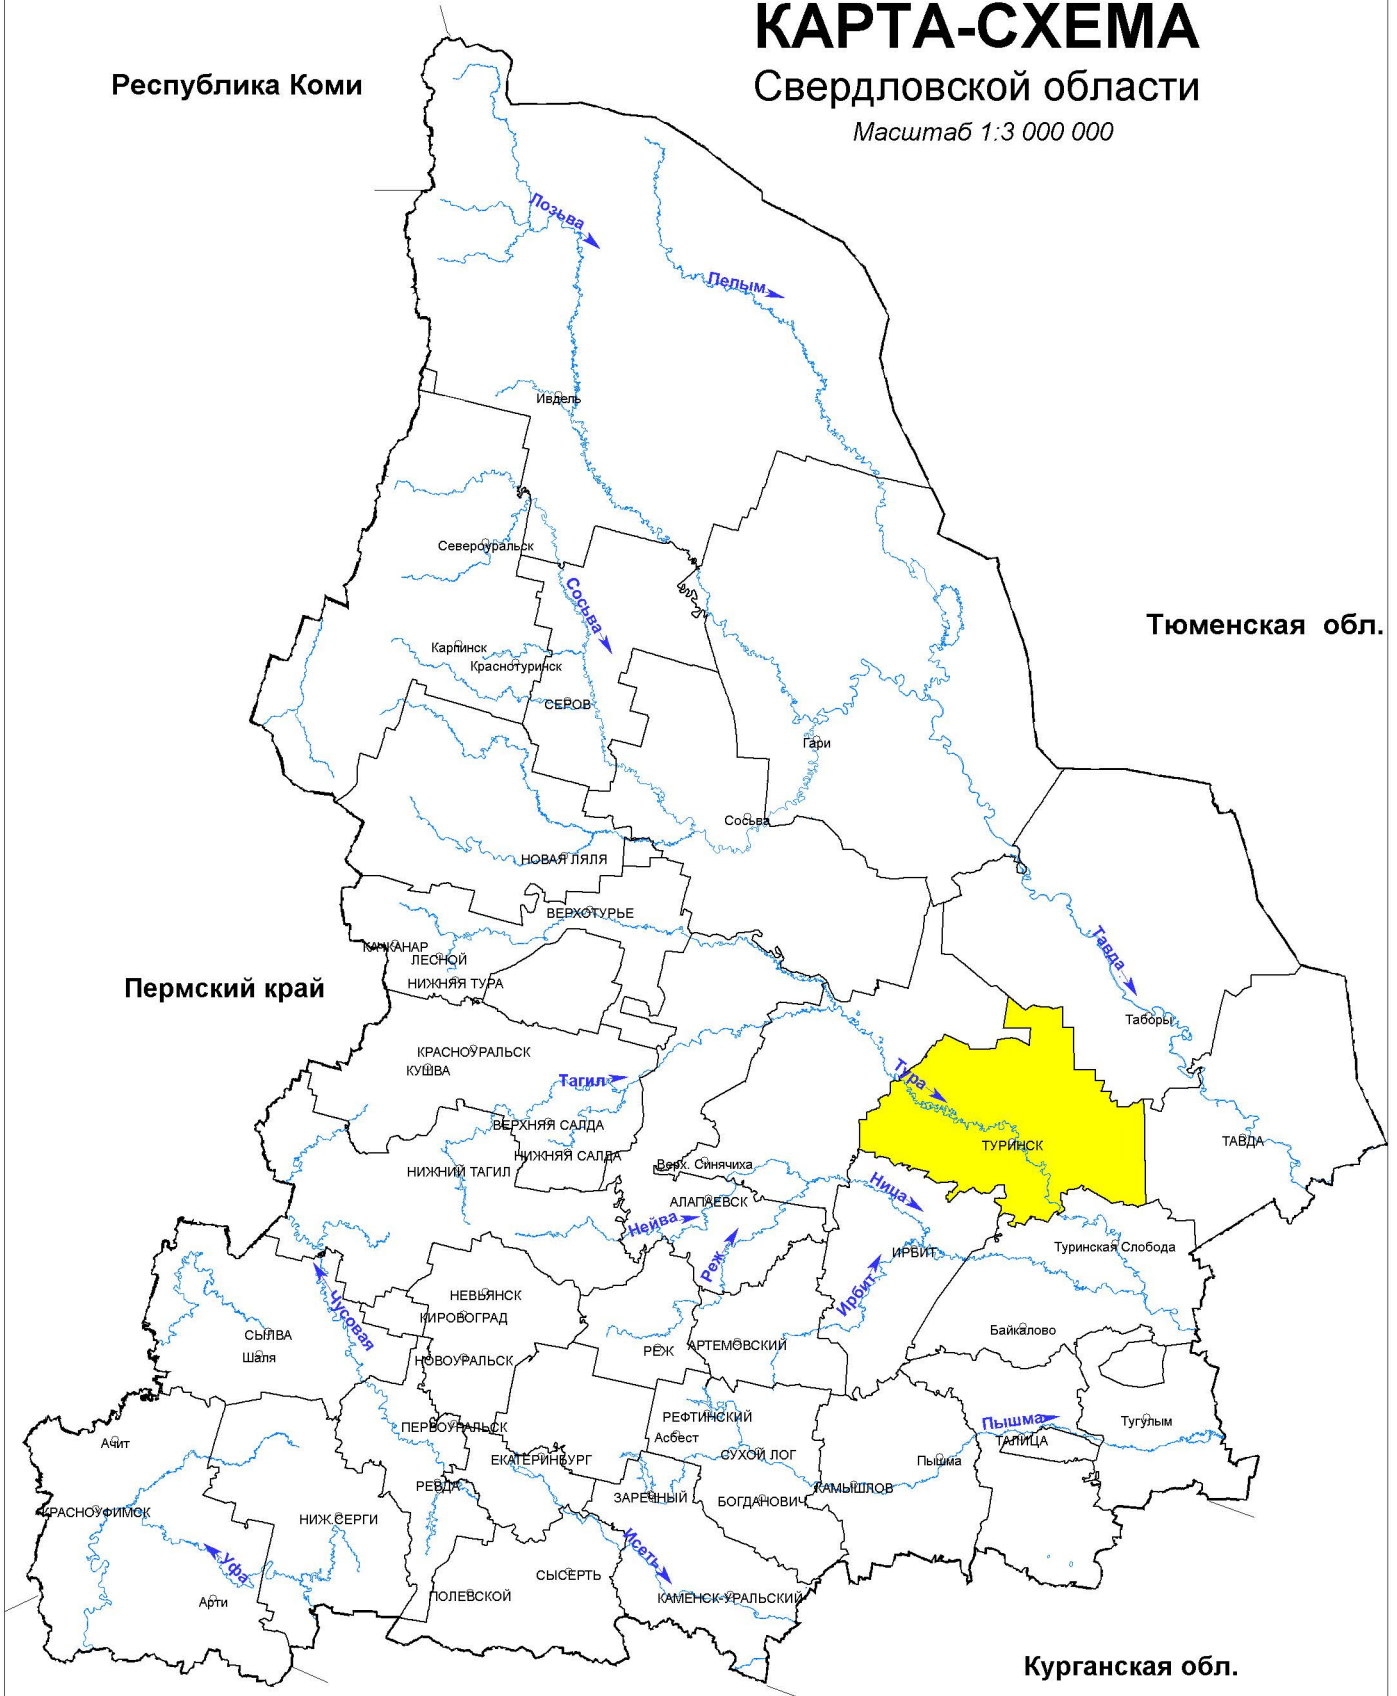 КАРТА-СХЕМА
Свердловской области
Масштаб 1:3 000 000
Республика Коми
Лозьва
Пелым
Ивдель
Североуральск
Сосьва
Тюменская обл.
Карпинск
Краснотуринск
СЕРОВ
Гари
Сосьва
НОВАЯ ЛЯЛЯ
ВЕРХОТУРЬЕ
КАЧКАНАР
ЛЕСНОЙ
НИЖНЯЯ ТУРА
Пермский край
Тавда
Таборы
КРАСНОУРАЛЬСК
КУШВА
Тагил
Тура
ВЕРХНЯЯ САЛДА
НИЖНЯЯ САЛДА
ТУРИНСК
ТАВДА
НИЖНИЙ ТАГИЛ
Верх. Синячиха
АЛАПАЕВСК
Ница
Нейва
Реж
ИРБИТ
Туринская Слобода
Ирбит
Чусовая
НЕВЬЯНСК
КИРОВОГРАД
СЫЛВА
Шаля
НОВОУРАЛЬСК
РЕЖ
АРТЕМОВСКИЙ
Байкалово
Ачит
ПЕРВОУРАЛЬСК
РЕФТИНСКИЙ
Асбест
Пышма
Тугулым
ТАЛИЦА
ЕКАТЕРИНБУРГ
СУХОЙ ЛОГ
Пышма
РЕВДА
ЗАРЕЧНЫЙ
БОГДАНОВИЧ
КАМЫШЛОВ
КРАСНОУФИМСК
НИЖ.СЕРГИ
Уфа
Исеть
Арти
ПОЛЕВСКОЙ
СЫСЕРТЬ
КАМЕНСК-УРАЛЬСКИЙ
Курганская обл.